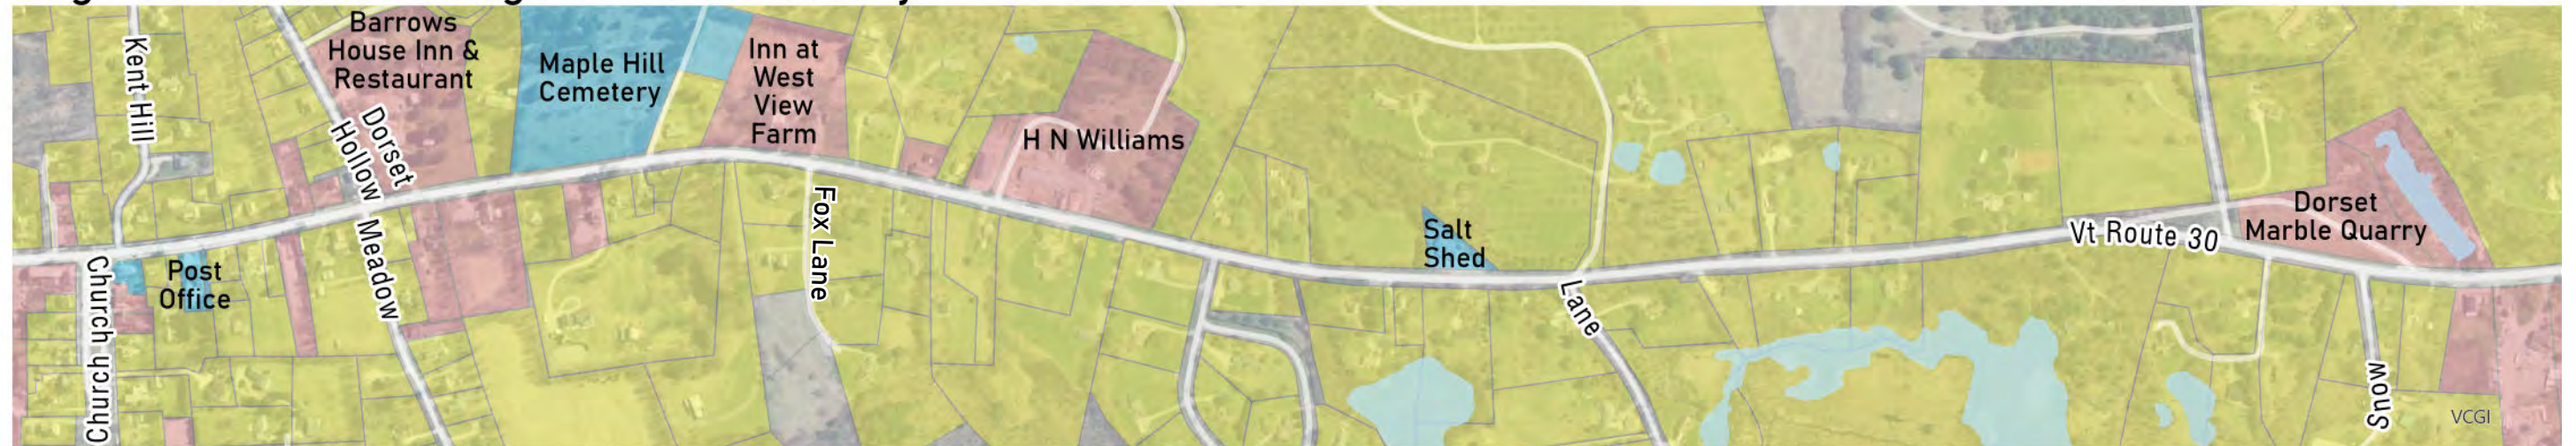 Kent Hill
Barrows
House Inn &
Restaurant
Dorset
Hollow
Meadow
Maple Hill
Cemetery
Inn at
West
View
Farm
H N Williams
Fox Lane
Church
Church
Post
Office
Salt
Shed
Lane
Vt Route 30
Dorset
Marble Quarry
Snow
VCGI